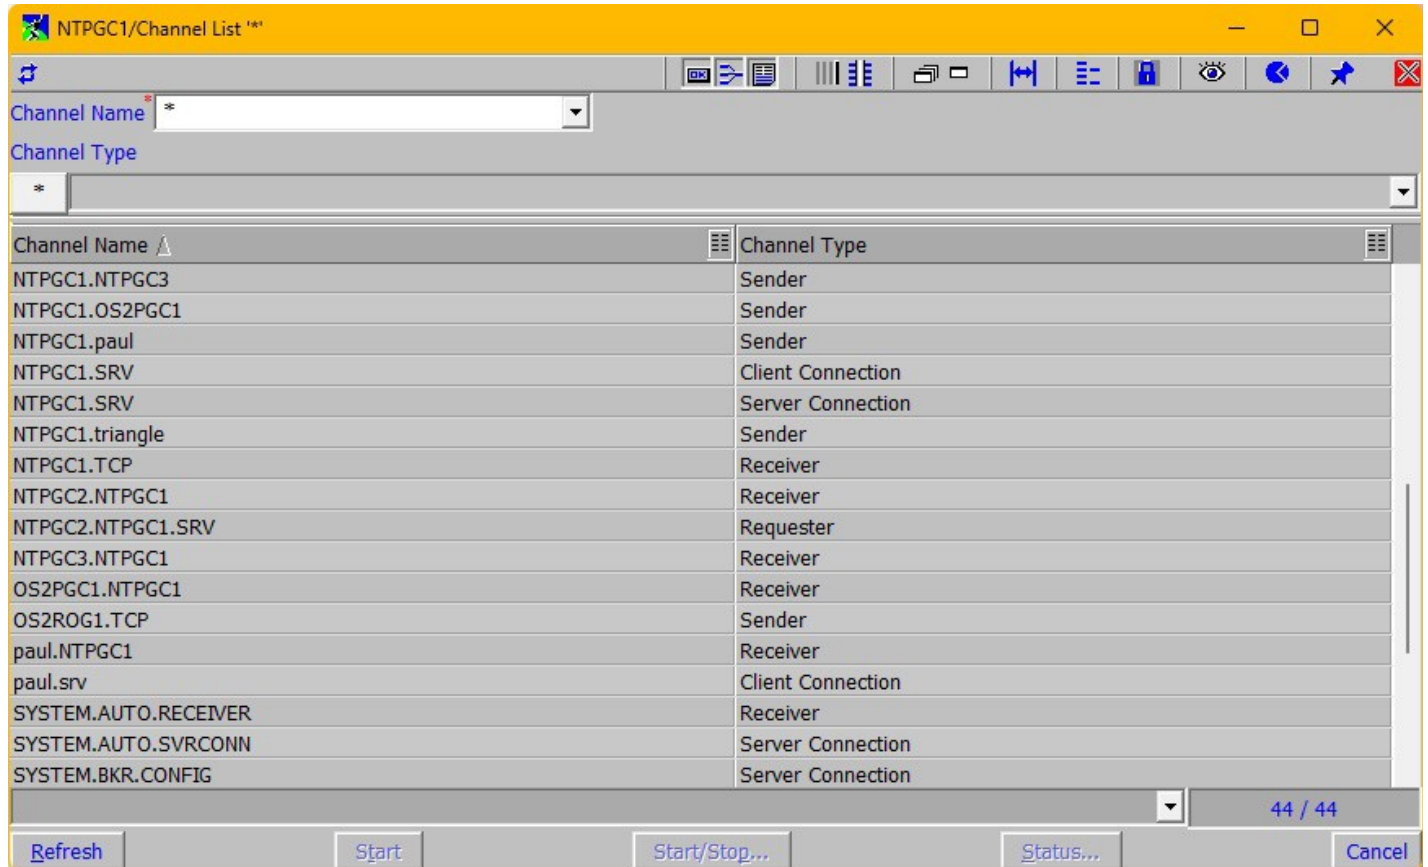 NTPGC1/Channel List '*'
OK
Channel Name * *
Channel Type
*
Channel Name Channel Type
NTPGC1.NTPGC3 Sender
NTPGC1.OS2PGC1 Sender
NTPGC1.paul Sender
NTPGC1.SRV Client Connection
NTPGC1.SRV Server Connection
NTPGC1.triangle Sender
NTPGC1.TCP Receiver
NTPGC2.NTPGC1 Receiver
NTPGC2.NTPGC1.SRV Requester
NTPGC3.NTPGC1 Receiver
OS2PGC1.NTPGC1 Receiver
OS2ROG1.TCP Sender
paul.NTPGC1 Receiver
paul.srv Client Connection
SYSTEM.AUTO.RECEIVER Receiver
SYSTEM.AUTO.SVRCONN Server Connection
SYSTEM.BKR.CONFIG Server Connection
44 / 44
Refresh Start Start/Stop... Status... Cancel